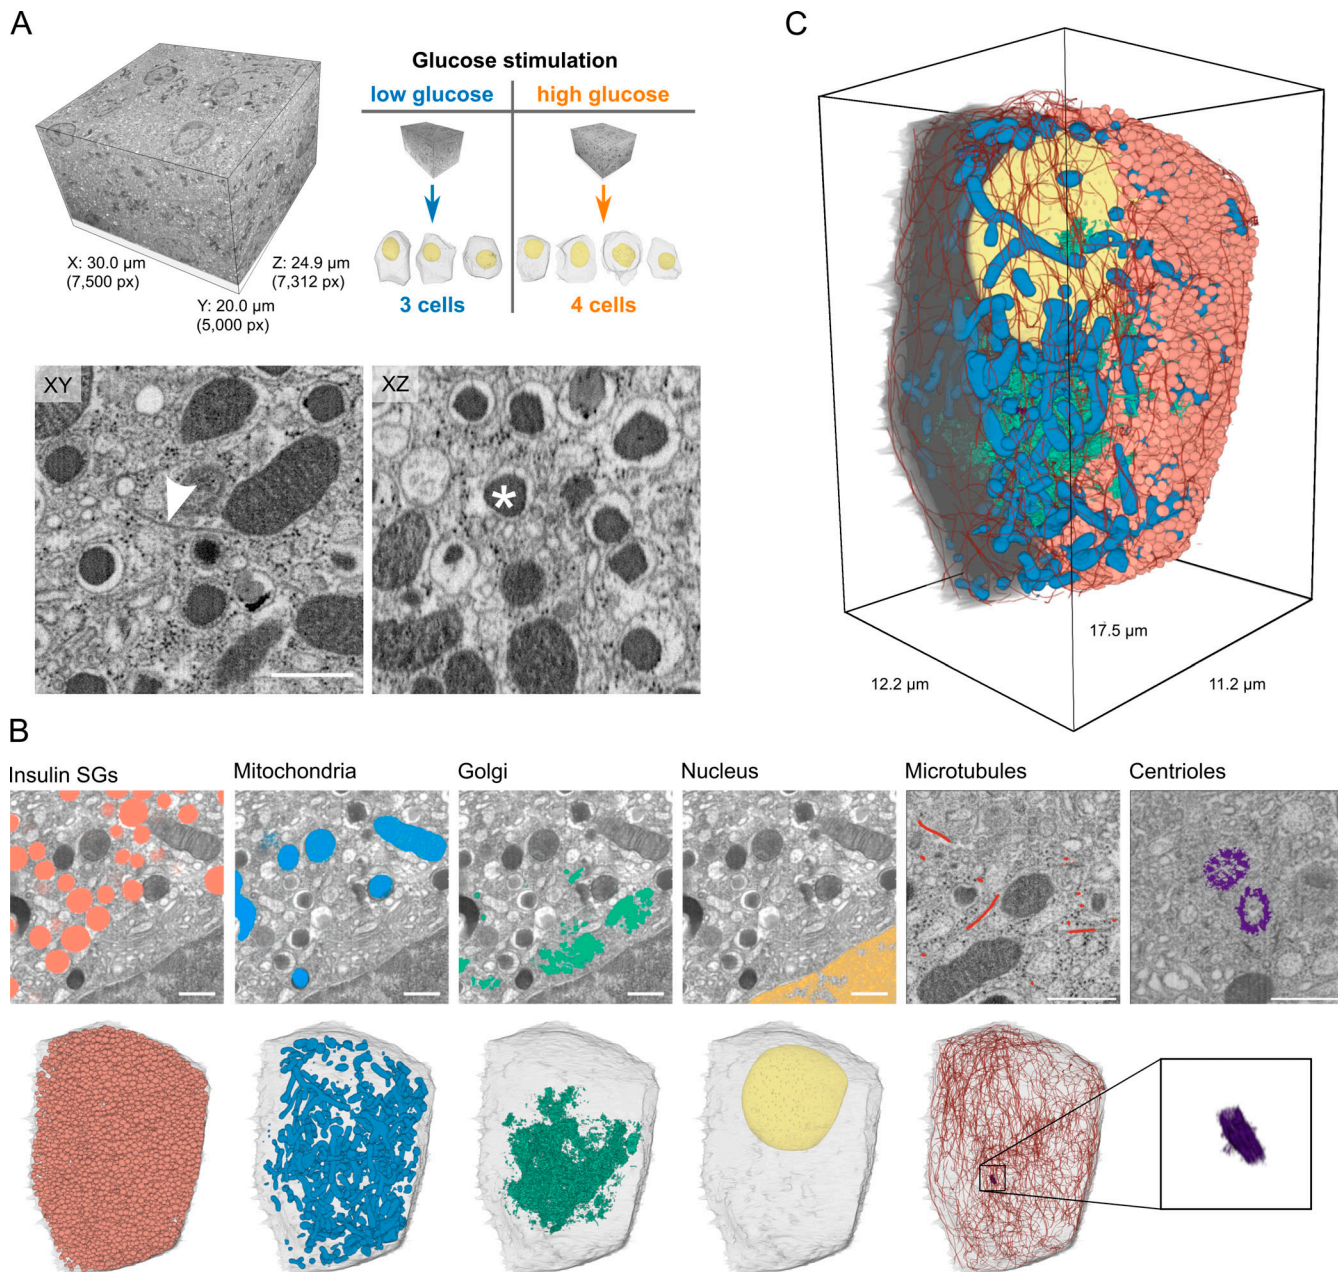 A
C
Glucose stimulation
low glucose
high glucose
X: 30.0 µm
(7,500 px)
Z: 24.9 µm
(7,312 px)
Y: 20.0 µm
(5,000 px)
3 cells
4 cells
XY
XZ
*
17.5 µm
12.2 µm
11.2 µm
B
Insulin SGs
Mitochondria
Golgi
Nucleus
Microtubules
Centrioles